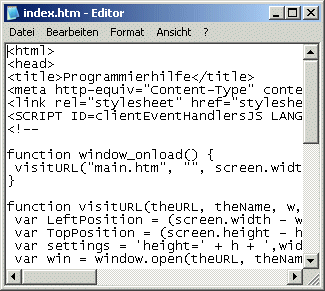 index.htm - Editor
Datei Bearbeiten Format Ansicht ?
<html>
<head>
<title>Programmierhilfe</title>
<meta http-equiv="Content-Type" conte
<link rel="stylesheet" href="styleshe
<SCRIPT ID=clientEventHandlersJS LANG
<!--

function window_onload() {
 visitURL("main.htm", "", screen.widt
}

function visitURL(theURL, theName, w,
 var LeftPosition = (screen.width - w
 var TopPosition = (screen.height - h
 var settings = 'height=' + h + ',wid
 var win = window.open(theURL, theNam